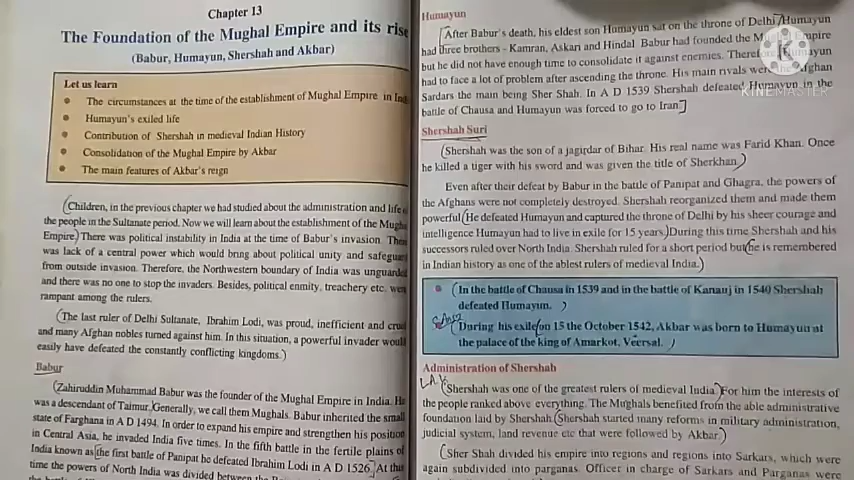 Chapter 13
The Foundation of the Mughal Empire and its rise
(Babur, Humayun, Shershah and Akbar)
Let us learn
The circumstances at the time of the establishment of Mughal Empire in Ind
Humayun's exiled life
Contribution of Shershah in medieval Indian History
Consolidation of the Mughal Empire by Akbar
The main features of Akbar's reign
(Children, in the previous chapter we had studied about the administration and life of
the people in the Sultanate period. Now we will learn about the establishment of the Mugha
Empire.) There was political instability in India at the time of Babur's invasion. Ther
was lack of a central power which would bring about political unity and safeguar
from outside invasion. Therefore, the Northwestern boundary of India was unguarde
and there was no one to stop the invaders. Besides, political enmity, treachery etc. wer
rampant among the rulers.
(The last ruler of Delhi Sultanate, Ibrahim Lodi, was proud, inefficient and crue
and many Afghan nobles turned against him. In this situation, a powerful invader would
easily have defeated the constantly conflicting kingdoms.)
Babur
(Zahiruddin Muhammad Babur was the founder of the Mughal Empire in India. He
was a descendant of Taimur. Generally, we call them Mughals. Babur inherited the small
state of Farghana in A D 1494. In order to expand his empire and strengthen his position
in Central Asia, he invaded India five times. In the fifth battle in the fertile plains of
India known as [the first battle of Panipat he defeated Ibrahim Lodi in A D 1526.] At this
time the powers of North India was divided between
Humayun
[After Babur's death, his eldest son Humayun sat on the throne of Delhi. Humayun
had three brothers - Kamran, Askari and Hindal. Babur had founded the Empire
but he did not have enough time to consolidate it against enemies. Therefore, Humayun
had to face a lot of problem after ascending the throne. His main rivals were the Afghan
Sardars the main being Sher Shah. In A D 1539 Shershah defeated Humayun in the
battle of Chausa and Humayun was forced to go to Iran.]
KINEMASTER
Shershah Suri
(Shershah was the son of a jagirdar of Bihar. His real name was Farid Khan. Once
he killed a tiger with his sword and was given the title of Sherkhan.)
Even after their defeat by Babur in the battle of Panipat and Ghagra, the powers of
the Afghans were not completely destroyed. Shershah reorganized them and made them
powerful (He defeated Humayun and captured the throne of Delhi by his sheer courage and
intelligence Humayun had to live in exile for 15 years.) During this time Shershah and his
successors ruled over North India. Shershah ruled for a short period but (he is remembered
in Indian history as one of the ablest rulers of medieval India.)
(In the battle of Chausa in 1539 and in the battle of Kanauj in 1540 Shershah
defeated Humayun. )
During his exile on 15 the October 1542, Akbar was born to Humayun at
the palace of the king of Amarkot, Veersal. )
Administration of Shershah
(Shershah was one of the greatest rulers of medieval India.) For him the interests of
the people ranked above everything. The Mughals benefited from the able administrative
foundation laid by Shershah. (Shershah started many reforms in military administration,
judicial system, land revenue etc that were followed by Akbar.)
(Sher Shah divided his empire into regions and regions into Sarkars, which were
again subdivided into parganas. Officer in charge of Sarkars and Parganas were